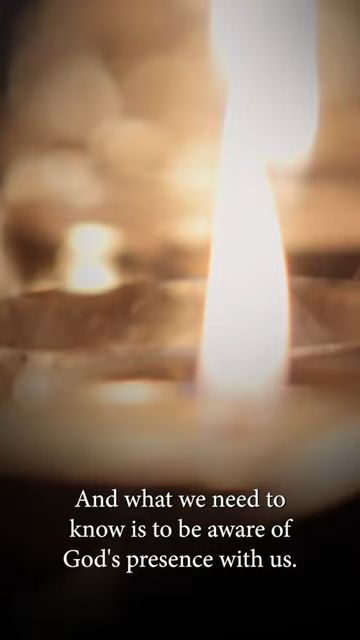 And what we need to
know is to be aware of
God's presence with us.